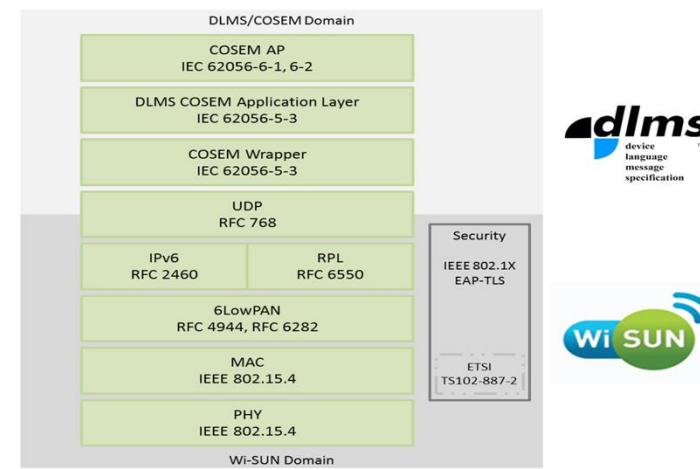 DLMS/COSEM Domain
COSEM AP
IEC 62056-6-1, 6-2
DLMS COSEM Application Layer
IEC 62056-5-3
COSEM Wrapper
IEC 62056-5-3
UDP
RFC 768
IPv6
RFC 2460
RPL
RFC 6550
6LowPAN
RFC 4944, RFC 6282
MAC
IEEE 802.15.4
PHY
IEEE 802.15.4
Wi-SUN Domain
Security
IEEE 802.1X
EAP-TLS
ETSI
TS102-887-2
dlms
device
language
message
specification
Wi SUN